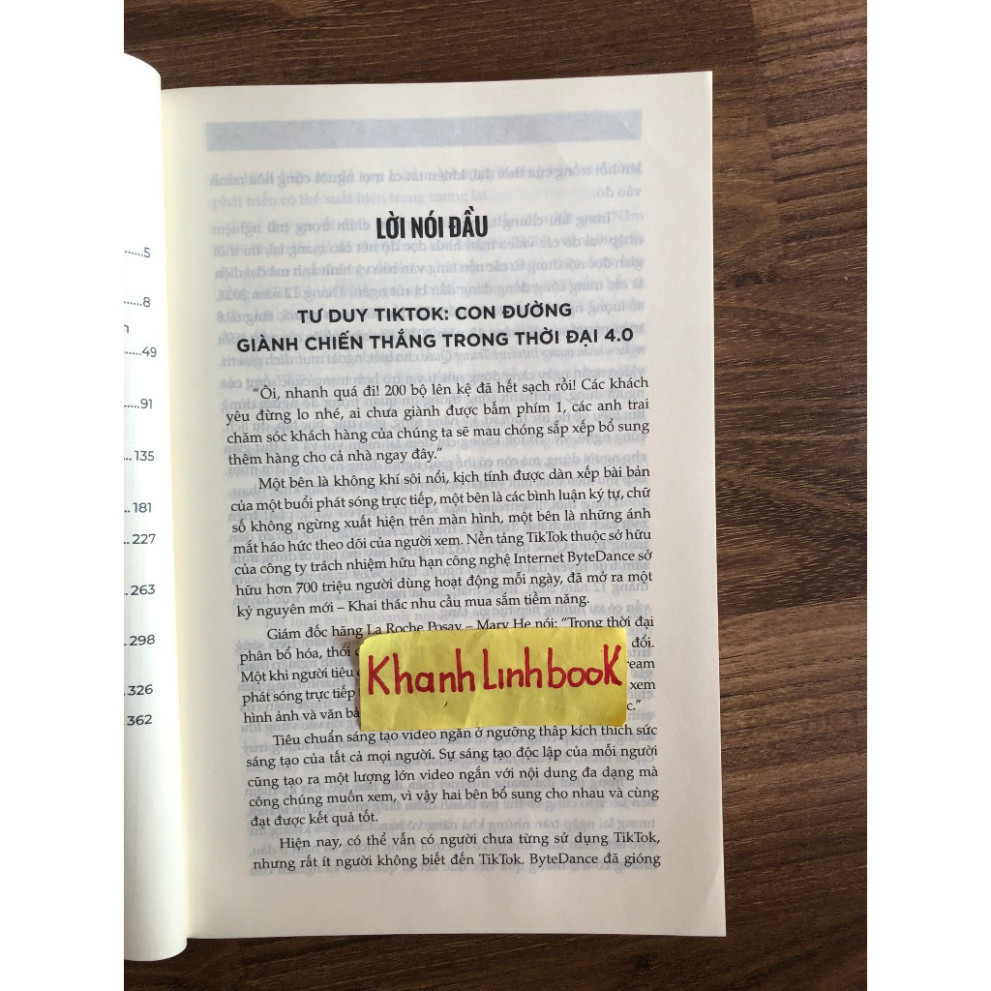 ......5
......8
n
......49
.....91
... 135
.. 181
.. 227
. 263
. 298
. 326
. 362
LỜI NÓI ĐẦU
TƯ DUY TIKTOK: CON ĐƯỜNG
GIÀNH CHIẾN THẮNG TRONG THỜI ĐẠI 4.0
“Ôi, nhanh quá đi! 200 bộ lên kệ đã hết sạch rồi! Các khách
yêu đừng lo nhé, ai chưa giành được bấm phím 1, các anh trai
chăm sóc khách hàng của chúng ta sẽ mau chóng sắp xếp bổ sung
thêm hàng cho cả nhà ngay đây.”
Một bên là không khí sôi nổi, kịch tính được dàn xếp bài bản
của một buổi phát sóng trực tiếp, một bên là các bình luận ký tự, chữ
số không ngừng xuất hiện trên màn hình, một bên là những ánh
mắt háo hức theo dõi của người xem. Nền tảng TikTok thuộc sở hữu
của công ty trách nhiệm hữu hạn công nghệ Internet ByteDance sở
hữu hơn 700 triệu người dùng hoạt động mỗi ngày, đã mở ra một
kỷ nguyên mới – Khai thác nhu cầu mua sắm tiềm năng.
Giám đốc hãng La Roche Posay – Mary He nói: “Trong thời đại
phân bổ hóa, thói đổi.
Một khi người tiêu ream
phát sóng trực tiếp xem
hình ảnh và văn bả c.”
KhanhLinhbook
Tiêu chuẩn sáng tạo video ngắn ở ngưỡng thấp kích thích sức
sáng tạo của tất cả mọi người. Sự sáng tạo độc lập của mỗi người
cũng tạo ra một lượng lớn video ngắn với nội dung đa dạng mà
công chúng muốn xem, vì vậy hai bên bổ sung cho nhau và cùng
đạt được kết quả tốt.
Hiện nay, có thể vẫn có người chưa từng sử dụng TikTok,
nhưng rất ít người không biết đến TikTok. ByteDance đã gióng